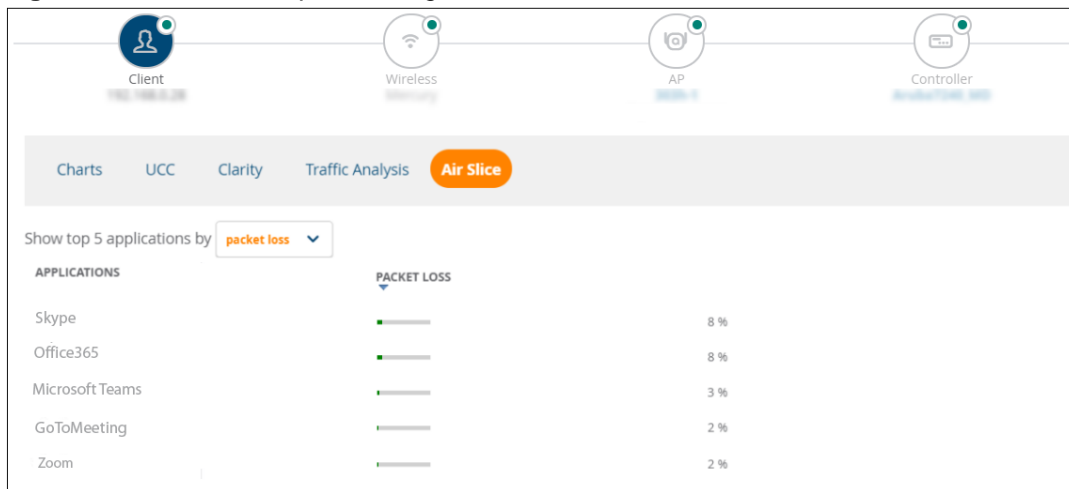 Client
Wireless
AP
Controller
Charts UCC Clarity Traffic Analysis Air Slice
Show top 5 applications by packet loss
APPLICATIONS PACKET LOSS
Skype 8 %
Office365 8 %
Microsoft Teams 3 %
GoToMeeting 2 %
Zoom 2 %